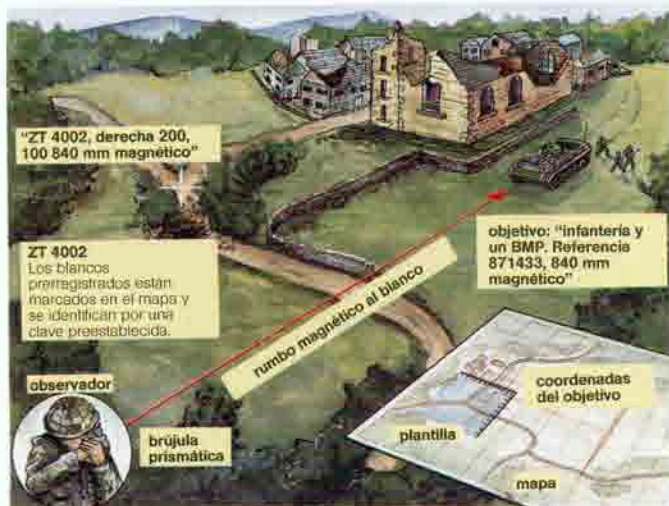 "ZT 4002, derecha 200,
100 840 mm magnético"
ZT 4002
Los blancos
prerregistrados están
marcados en el mapa y
se identifican por una
clave preestablecida.
objetivo: "infantería y
un BMP. Referencia
871433, 840 mm
magnético"
rumbo magnético al blanco
observador
brújula
prismática
coordenadas
del objetivo
plantilla
mapa